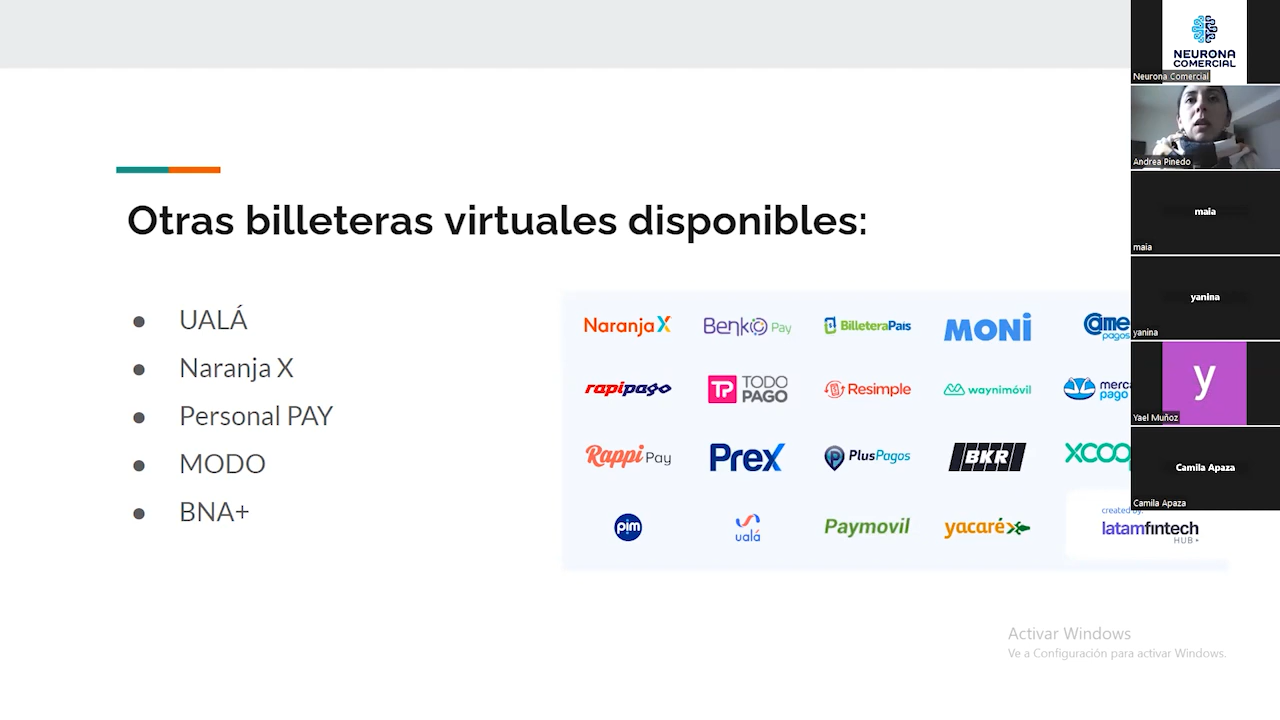 Otras billeteras virtuales disponibles:
● UALÁ
● Naranja X
● Personal PAY
● MODO
● BNA+
Naranja X
Benko Pay
BilleteraPaís
MONI
Came
pagos
rapipago
TP TODO
PAGO
Resimple
waynimóvil
pago
Rappi Pay
Prex
PlusPagos
BKR
pim
ualá
Paymovil
yacaré
created by:
latamfintech
HUB
Activar Windows
Ve a Configuración para activar Windows.
NEURONA
COMERCIAL
Neurona Comercial
Andrea Pinedo
maia
maia
yanina
yanina
y
Yael Muñoz
Camila Apaza
Camila Apaza